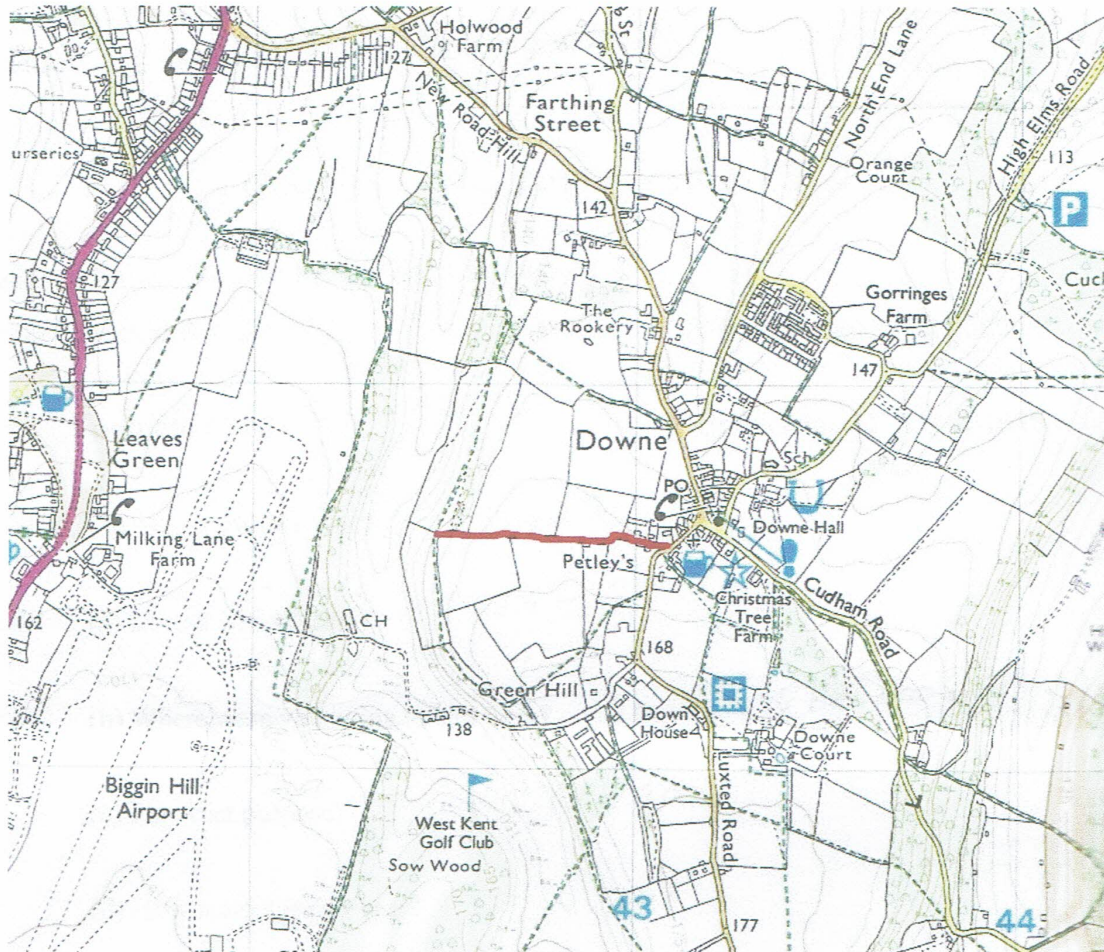 Holwood
Farm
127
New Road Hill
Farthing
Street
North End Lane
High Elms Road
113
Orange
Court
P
urseries
142
127
The
Rookery
Gorringes
Farm
Cuc
147
Leaves
Green
Downe
Sch
PO
Downe Hall
Milking Lane
Farm
Petley's
Christmas
Tree
Farm
Cudham Road
162
CH
168
Green Hill
Down
House
Downe
Court
138
Luxted Road
Biggin Hill
Airport
West Kent
Golf Club
Sow Wood
43
177
44